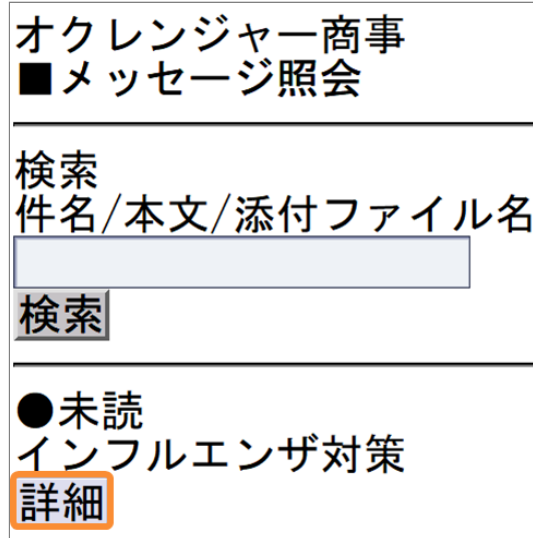 オクレンジャー商事
■メッセージ照会
検索
件名/本文/添付ファイル名
検索
●未読
インフルエンザ対策
詳細